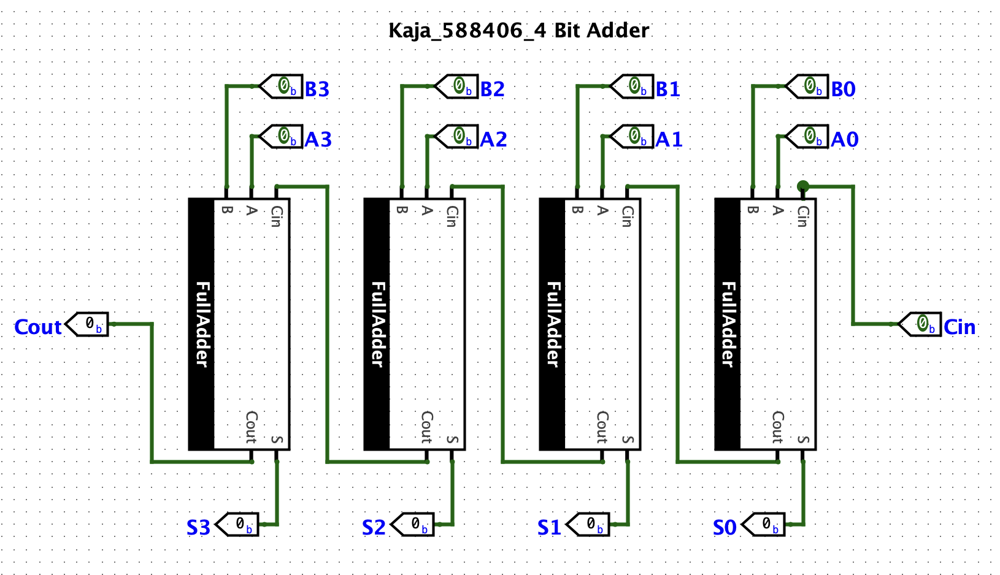 Kaja_588406_4 Bit Adder
0b B3
0b B2
0b B1
0b B0
0b A3
0b A2
0b A1
0b A0
B A Cin
B A Cin
B A Cin
B A Cin
FullAdder
FullAdder
FullAdder
FullAdder
Cout 0b
0b Cin
Cout S
Cout S
Cout S
Cout S
S3 0b
S2 0b
S1 0b
S0 0b